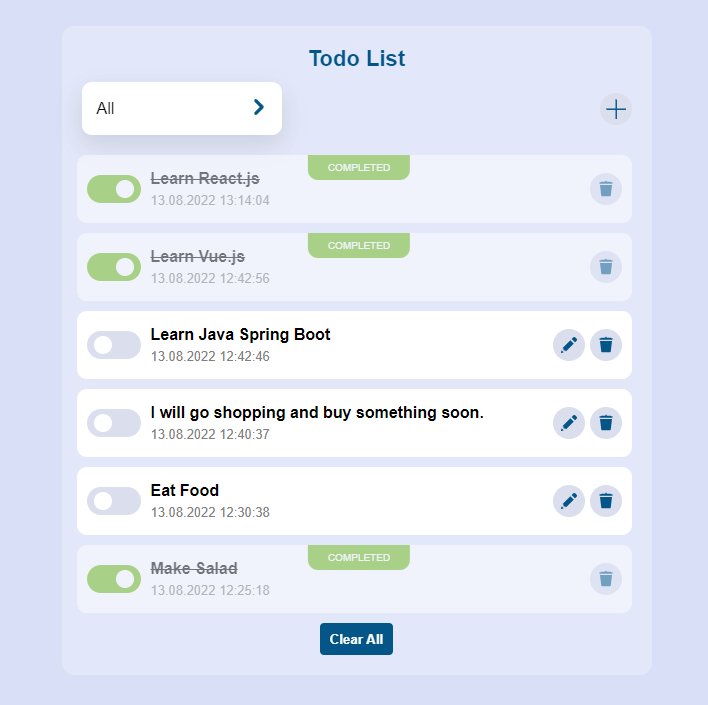 Todo List
All
COMPLETED
Learn React.js
13.08.2022 13:14:04
COMPLETED
Learn Vue.js
13.08.2022 12:42:56
Learn Java Spring Boot
13.08.2022 12:42:46
I will go shopping and buy something soon.
13.08.2022 12:40:37
Eat Food
13.08.2022 12:30:38
COMPLETED
Make Salad
13.08.2022 12:25:18
Clear All